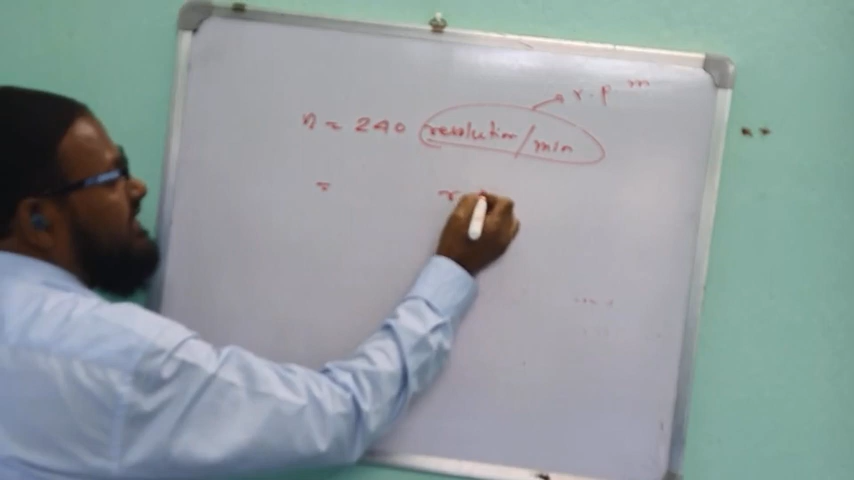 r.p m
n = 240 revolution/min
= r